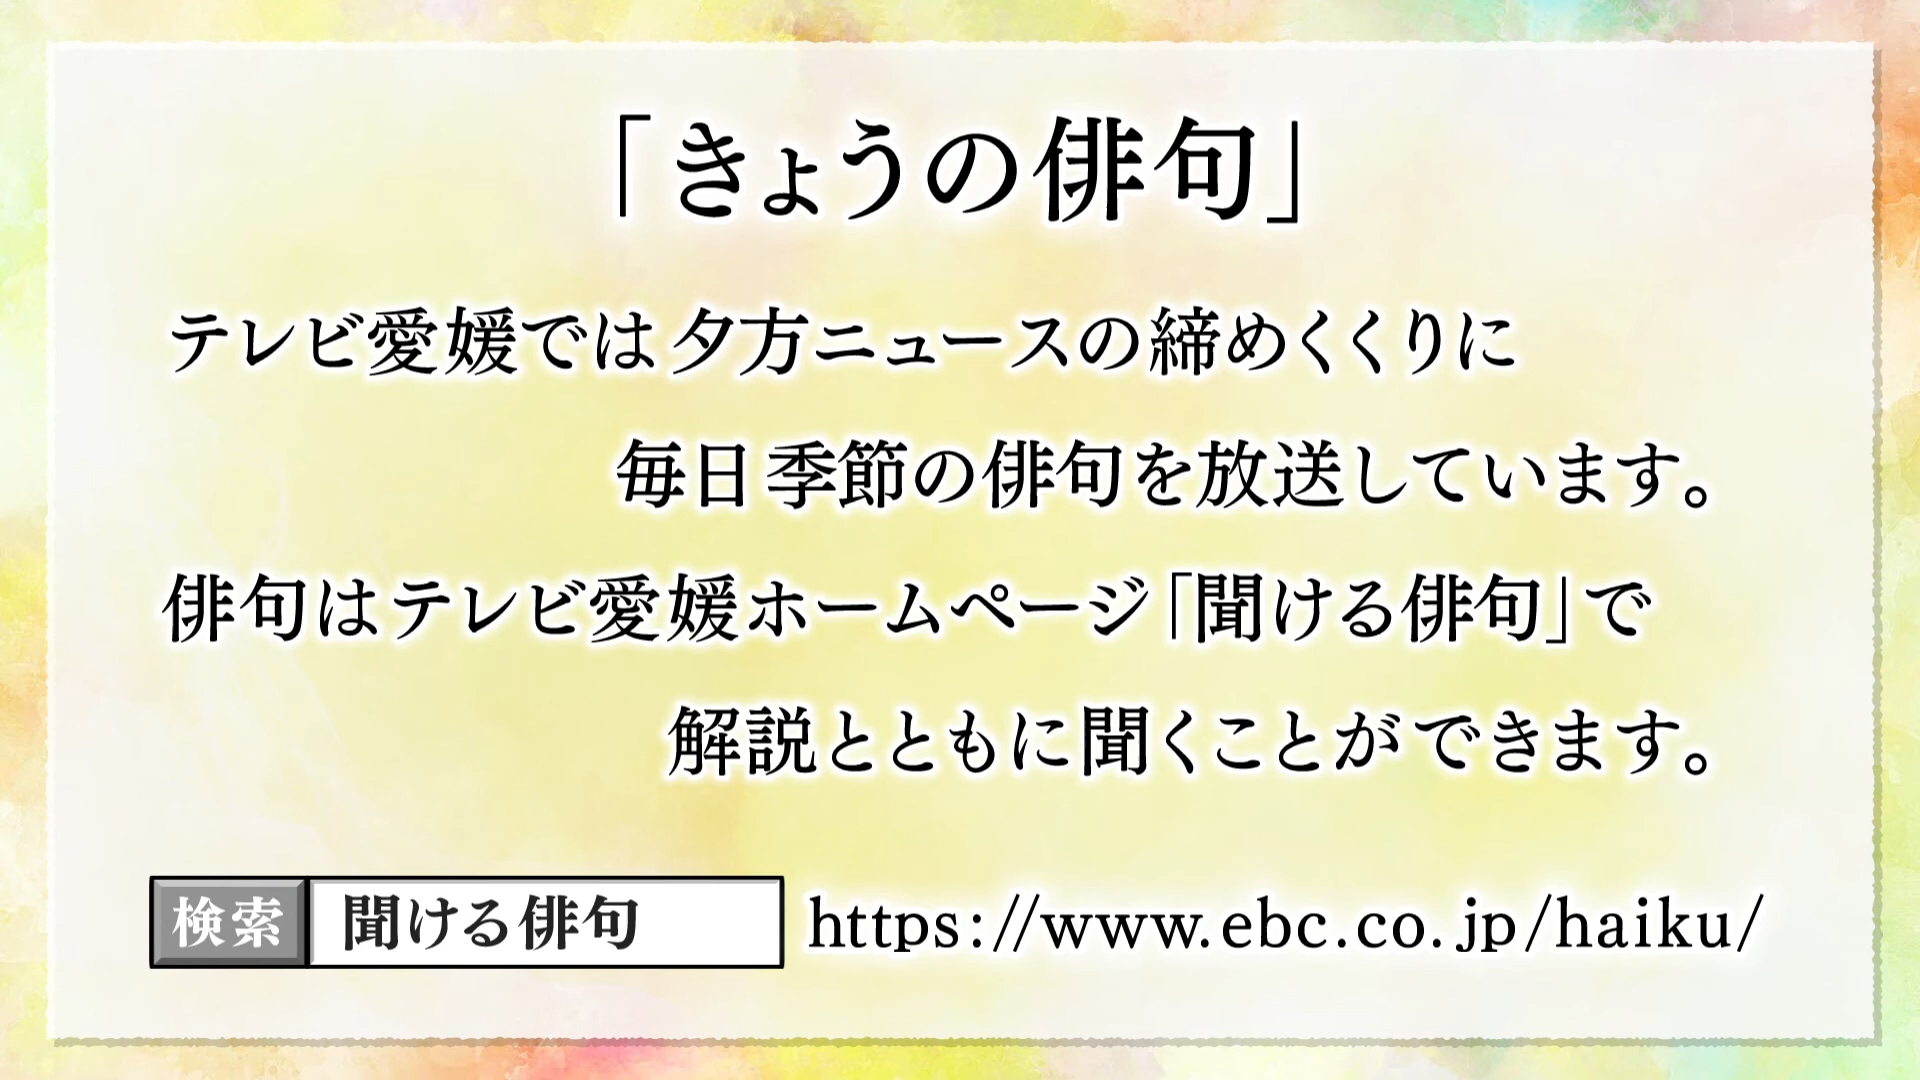 「きょうの俳句」
テレビ愛媛では夕方ニュースの締めくくりに
毎日季節の俳句を放送しています。
俳句はテレビ愛媛ホームページ「聞ける俳句」で
解説とともに聞くことができます。
検索 聞ける俳句 https://www.ebc.co.jp/haiku/